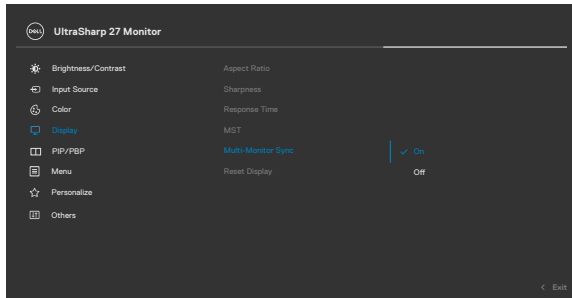 DELL UltraSharp 27 Monitor
Brightness/Contrast Aspect Ratio
Input Source Sharpness
Color Response Time
Display MST
PIP/PBP Multi-Monitor Sync On
Menu Reset Display Off
Personalize
Others
Exit